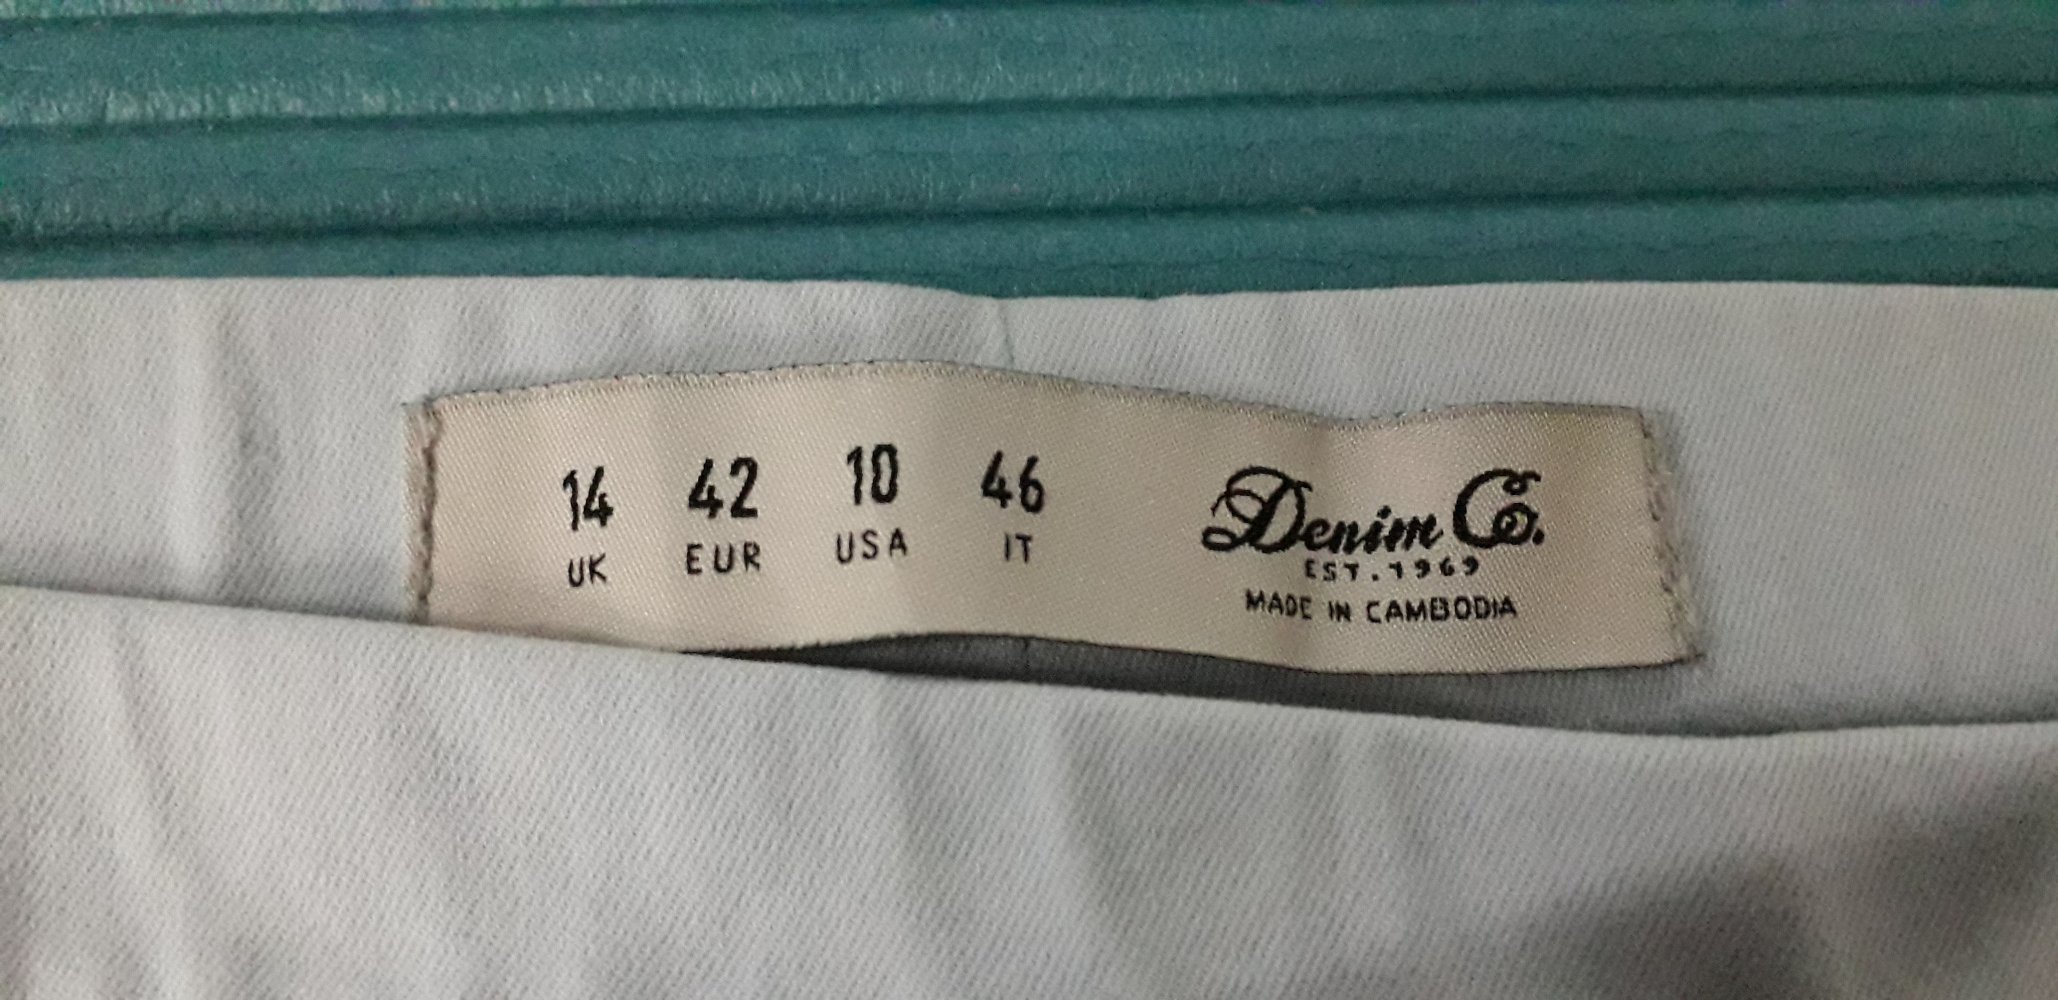 14 42 10 46
UK EUR USA IT
Denim Co.
EST. 1969
MADE IN CAMBODIA